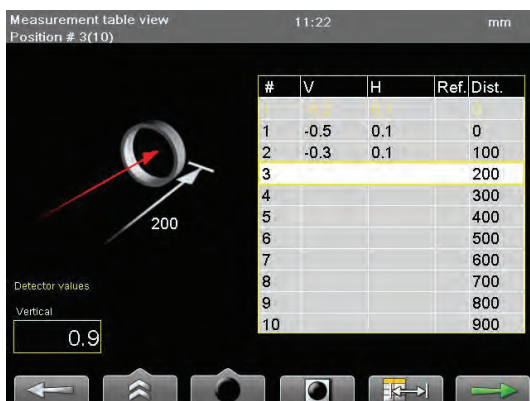 Measurement table view 11:22 mm
Position # 3(10)
# V H Ref. Dist.
1 -0.5 0.1 0
2 -0.3 0.1 100
3 200
4 300
5 400
6 500
7 600
8 700
9 800
10 900
200
Detector values
Vertical
0.9